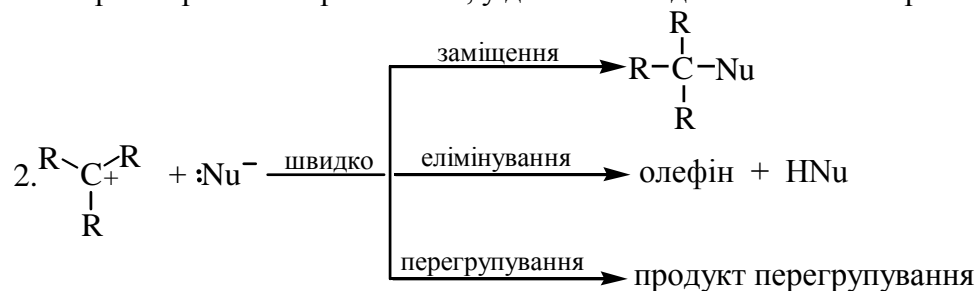 заміщення
R–C–Nu
R
R
2. R R
C+
R
+ :Nu⁻
швидко
елімінування
олефін + HNu
перегрупування
продукт перегрупування